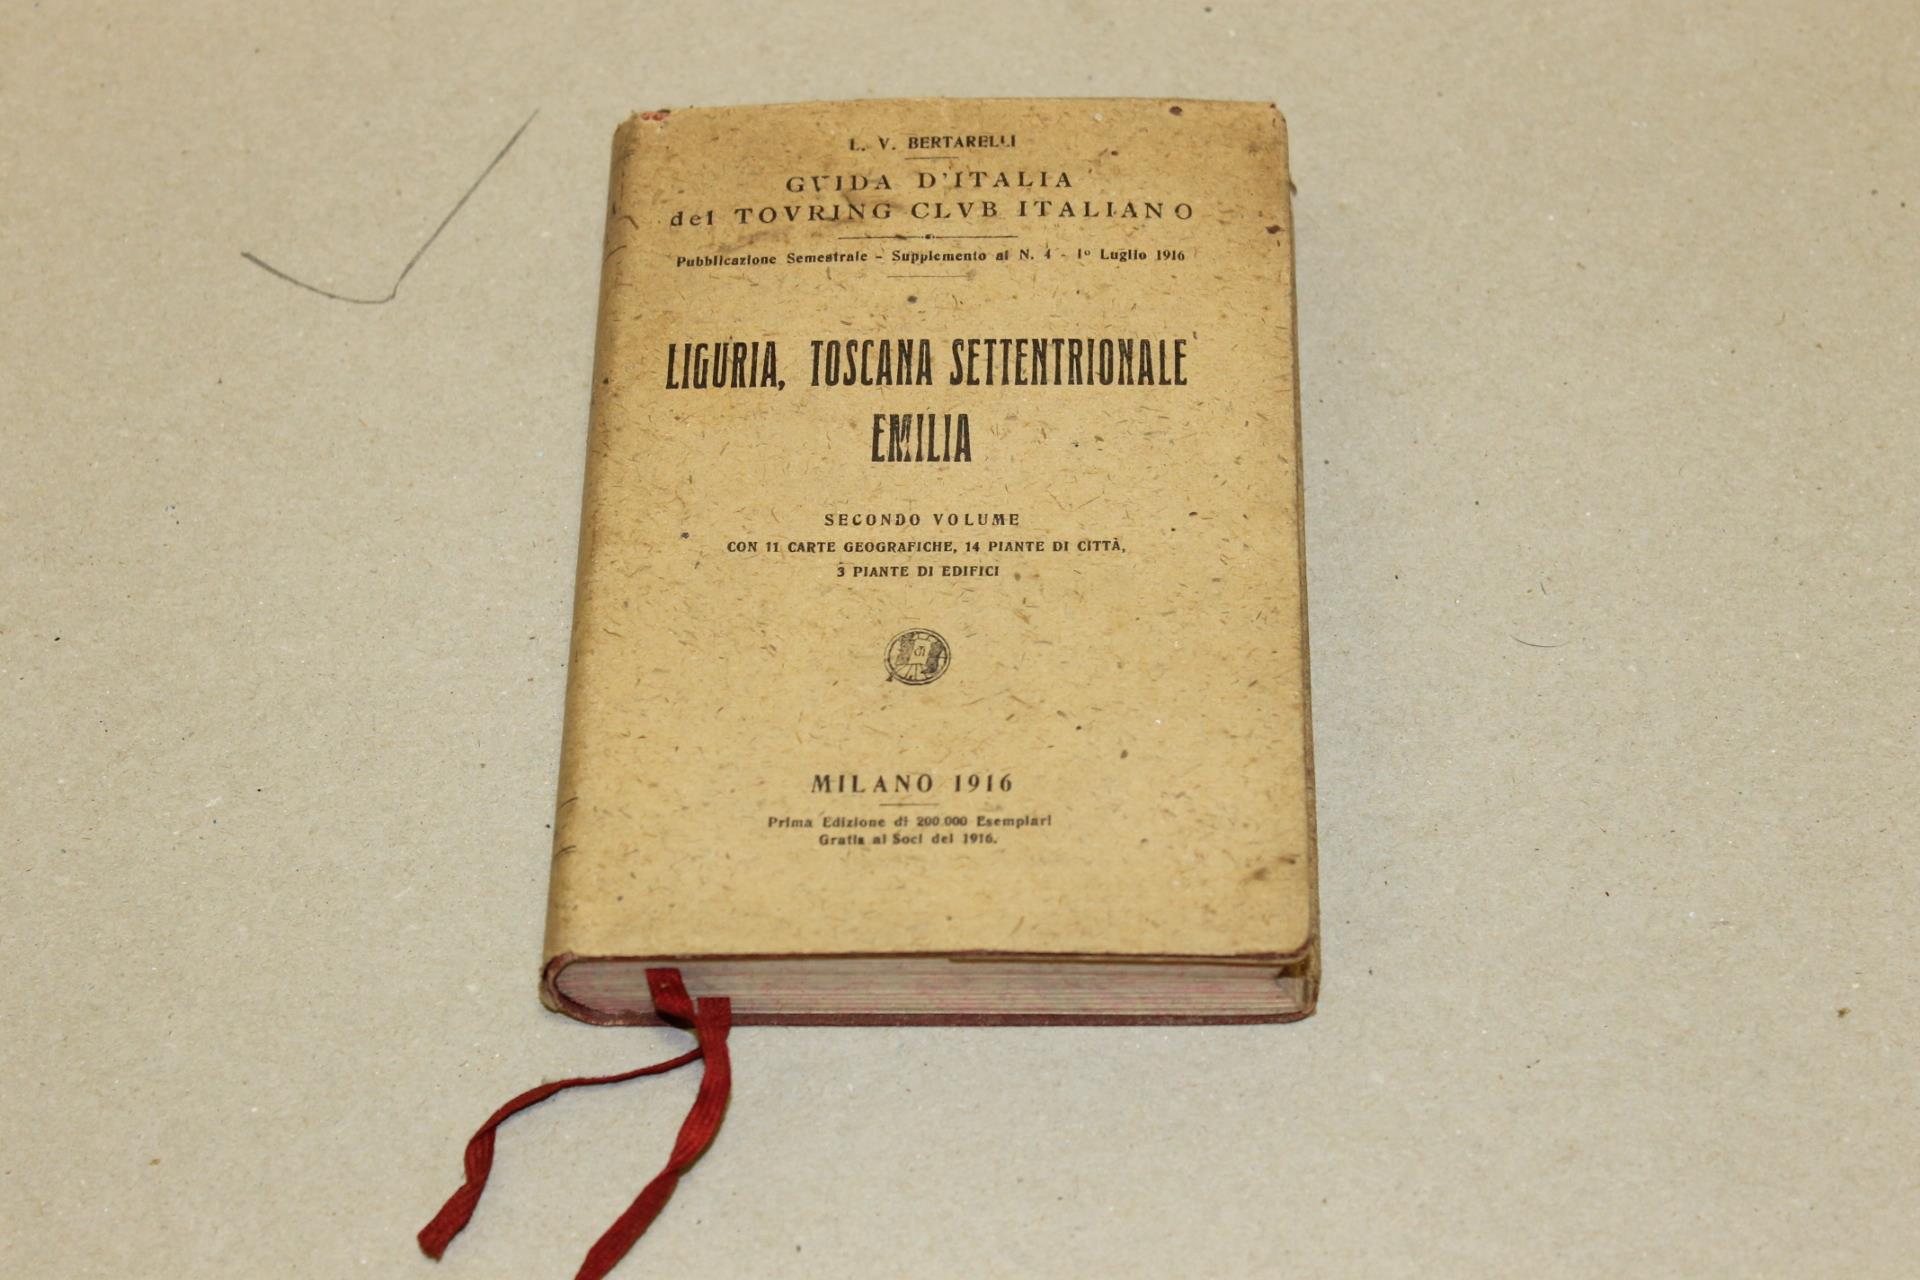 L. V. BERTARELLI
GVIDA D'ITALIA
del TOVRING CLVB ITALIANO
Pubblicazione Semestrale - Supplemento al N. 4 - 1º Luglio 1916
LIGURIA, TOSCANA SETTENTRIONALE
EMILIA
SECONDO VOLUME
CON 11 CARTE GEOGRAFICHE, 14 PIANTE DI CITTÀ,
3 PIANTE DI EDIFICI
MILANO 1916
Prima Edizione di 200.000 Esemplari
Gratis ai Soci del 1916.